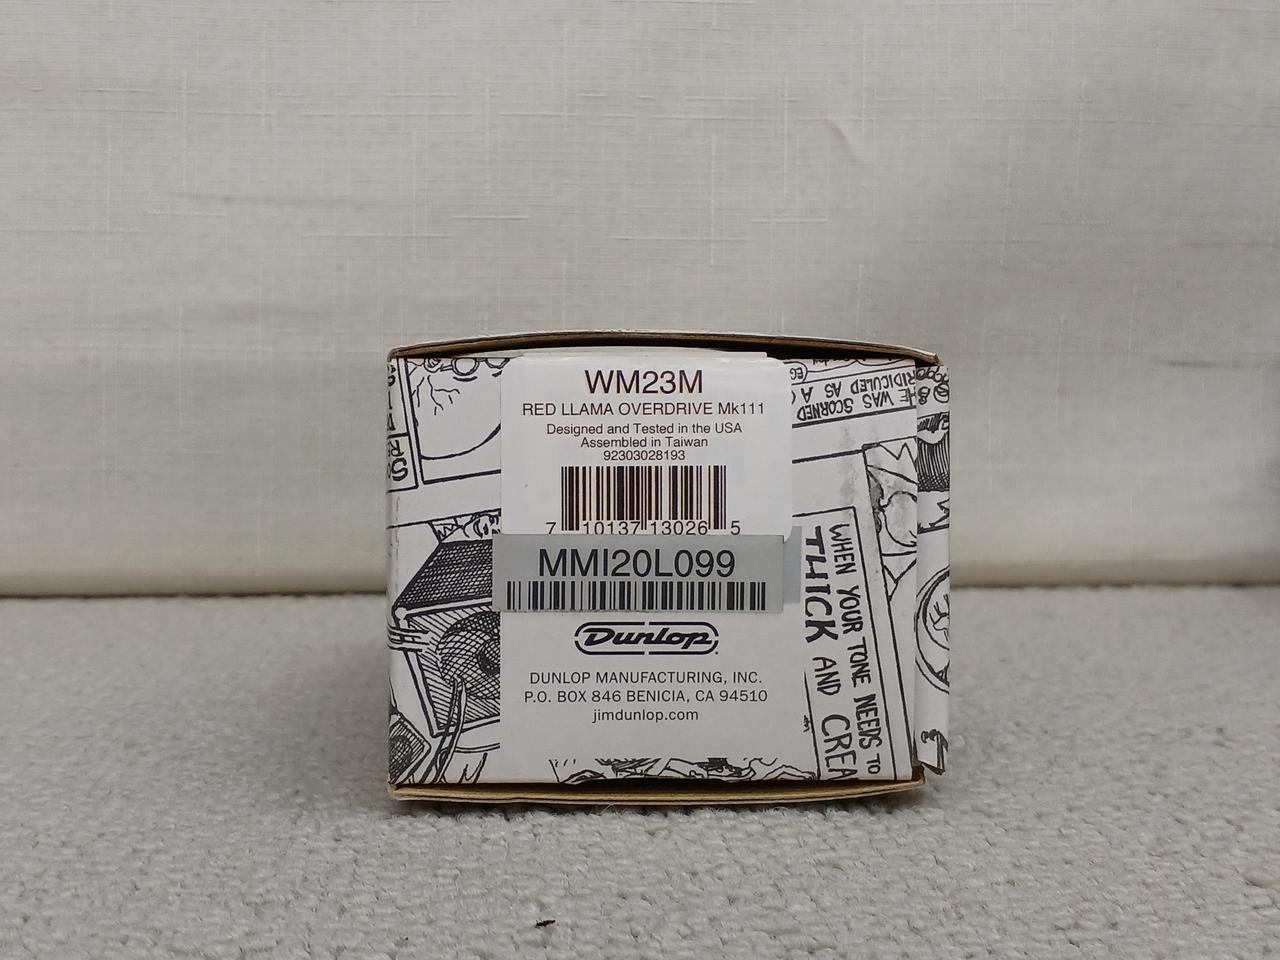 WM23M
RED LLAMA OVERDRIVE Mk111
Designed and Tested in the USA
Assembled in Taiwan
92303028193
7 10137 13026 5
MMI20L099
DUNLOP
DUNLOP MANUFACTURING, INC.
P.O. BOX 846 BENICIA, CA 94510
jimdunlop.com
HE WAS
RIDICULED AS
SCORNED AS A
WHEN YOUR TONE NEEDS TO
THICK AND CREA